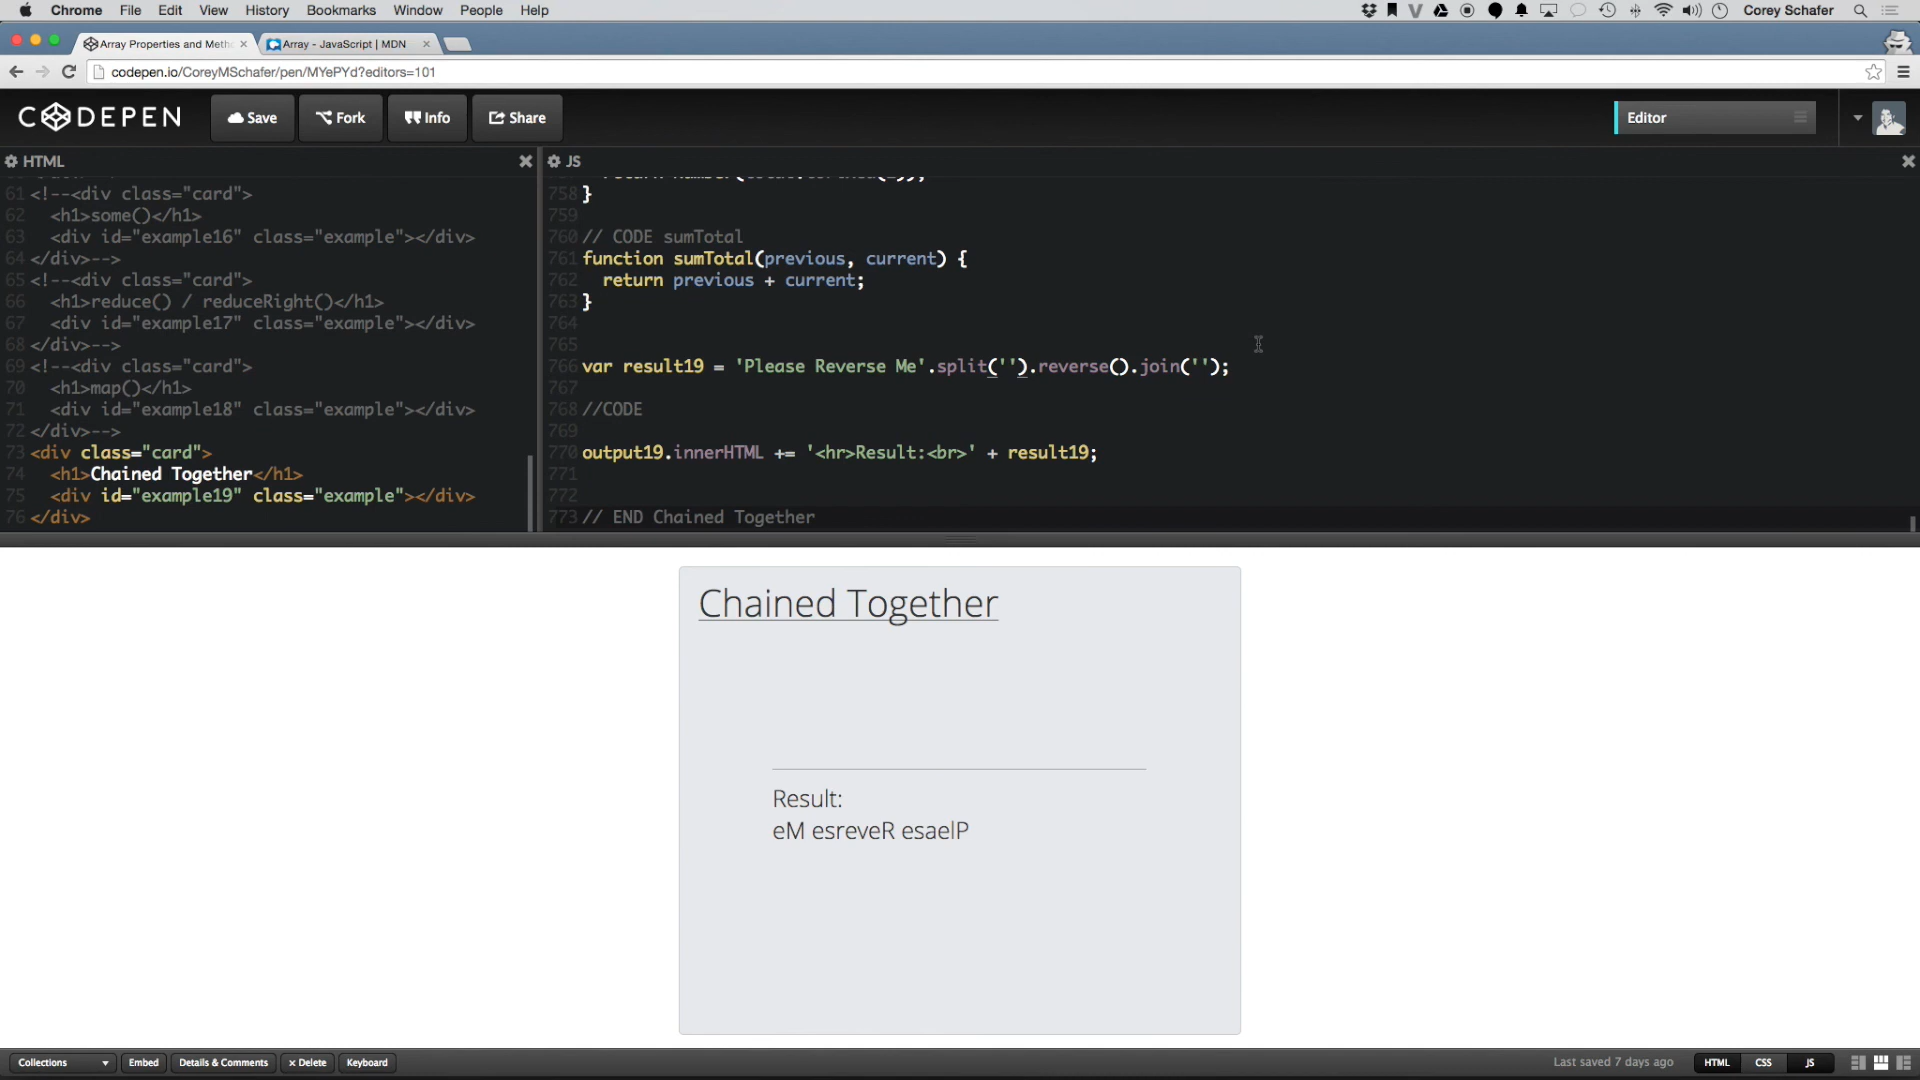 Chrome File Edit View History Bookmarks Window People Help Corey Schafer
Array Properties and Meth
Array - JavaScript | MDN
codepen.io/CoreyMSchafer/pen/MYePYd?editors=101
CODEPEN Save Fork Info Share Editor
HTML
61 <!--<div class="card">
62 <h1>some()</h1>
63 <div id="example16" class="example"></div>
64 </div>-->
65 <!--<div class="card">
66 <h1>reduce() / reduceRight()</h1>
67 <div id="example17" class="example"></div>
68 </div>-->
69 <!--<div class="card">
70 <h1>map()</h1>
71 <div id="example18" class="example"></div>
72 </div>-->
73 <div class="card">
74 <h1>Chained Together</h1>
75 <div id="example19" class="example"></div>
76 </div>
JS
758 }
759
760 // CODE sumTotal
761 function sumTotal(previous, current) {
762 return previous + current;
763 }
764
765
766 var result19 = 'Please Reverse Me'.split('').reverse().join('');
767
768 //CODE
769
770 output19.innerHTML += '<hr>Result:<br>' + result19;
771
772
773 // END Chained Together
Chained Together
Result:
eM esreveR esaelP
Collections Embed Details & Comments × Delete Keyboard Last saved 7 days ago HTML CSS JS